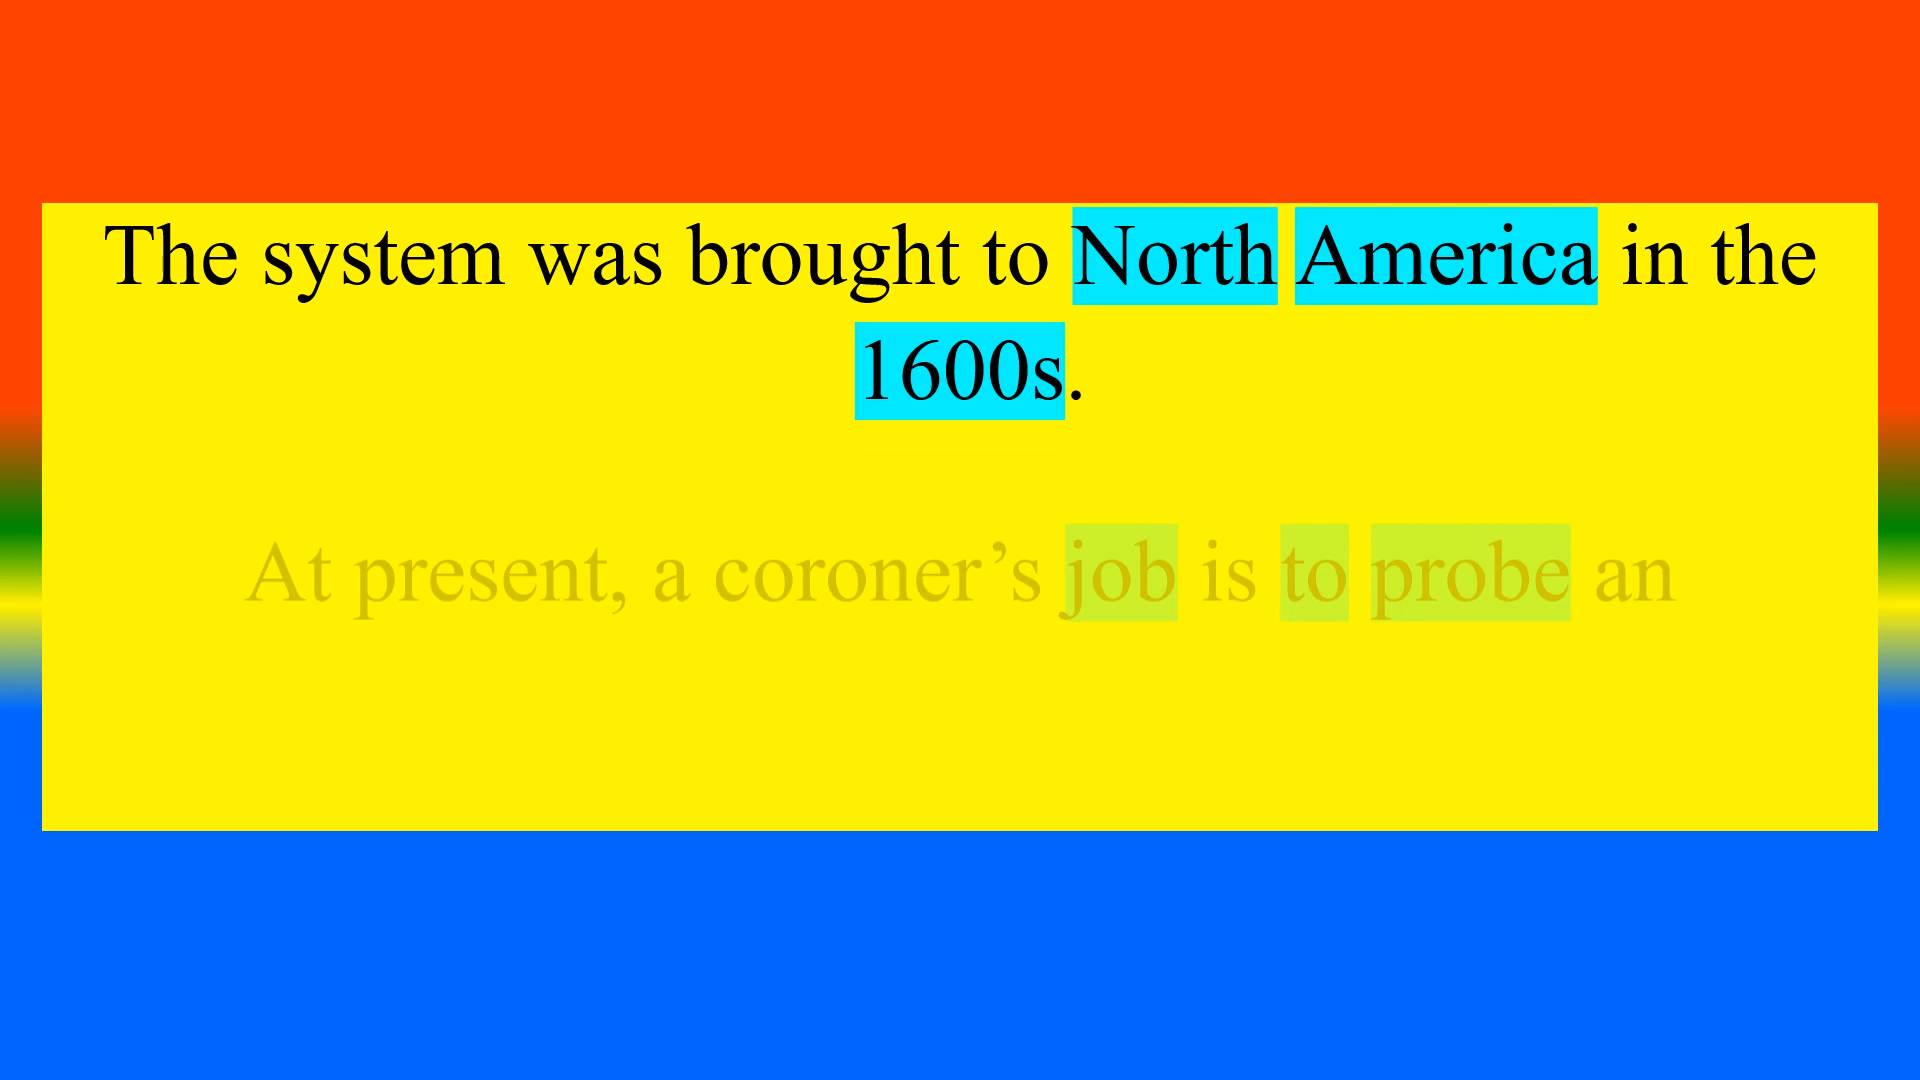 The system was brought to North America in the
1600s.
At present, a coroner’s job is to probe an